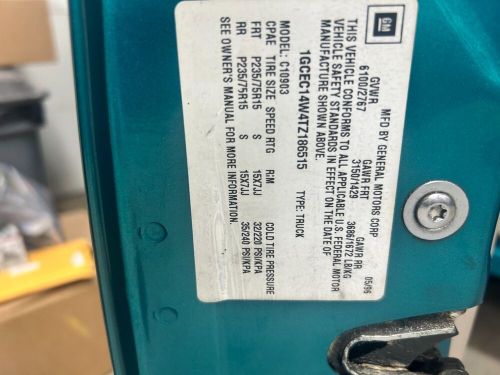 GM
MFD BY GENERAL MOTORS CORP 05/96
GVWR GAWR FRT GAWR RR
6100/2767 3150/1429 3686/1672 LB/KG
THIS VEHICLE CONFORMS TO ALL APPLICABLE U.S. FEDERAL MOTOR
VEHICLE SAFETY STANDARDS IN EFFECT ON THE DATE OF
MANUFACTURE SHOWN ABOVE.
1GCEC14W4TZ186515 TYPE: TRUCK
MODEL: C10903
CPAE TIRE SIZE SPEED RTG RIM COLD TIRE PRESSURE
FRT P235/75R15 S 15X7JJ 32/220 PSI/KPA
RR P235/75R15 S 15X7JJ 35/240 PSI/KPA
SEE OWNER'S MANUAL FOR MORE INFORMATION.